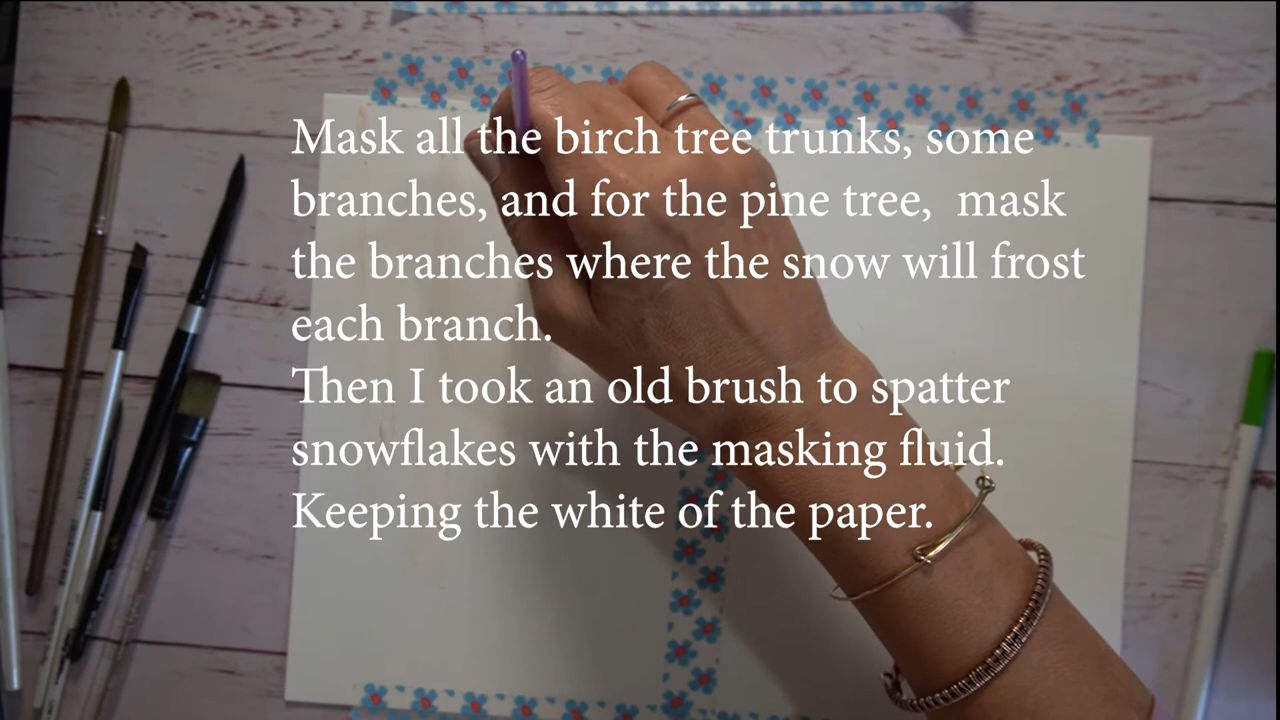 Mask all the birch tree trunks, some
branches, and for the pine tree,  mask
the branches where the snow will frost
each branch.
Then I took an old brush to spatter
snowflakes with the masking fluid.
Keeping the white of the paper.